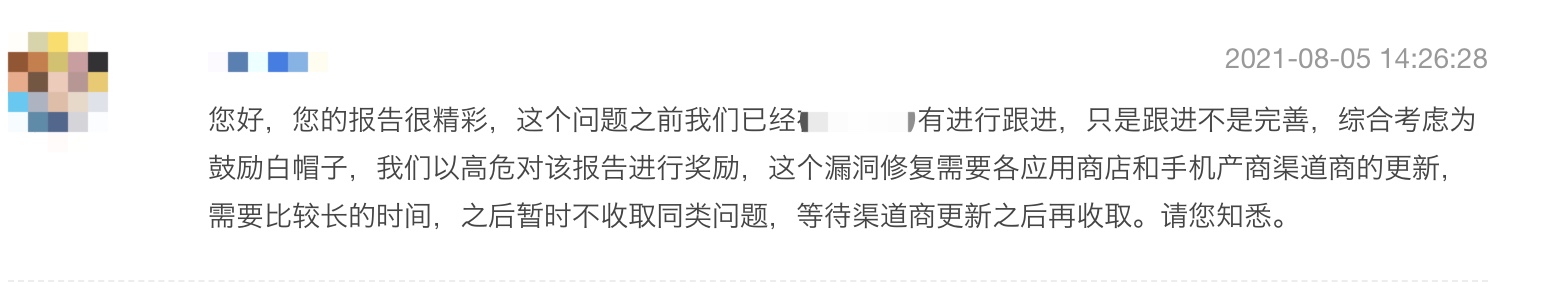 2021-08-05 14:26:28
您好，您的报告很精彩，这个问题之前我们已经有进行跟进，只是跟进不是完善，综合考虑为
鼓励白帽子，我们以高危对该报告进行奖励，这个漏洞修复需要各应用商店和手机产商渠道商的更新，
需要比较长的时间，之后暂时不收取同类问题，等待渠道商更新之后再收取。请您知悉。